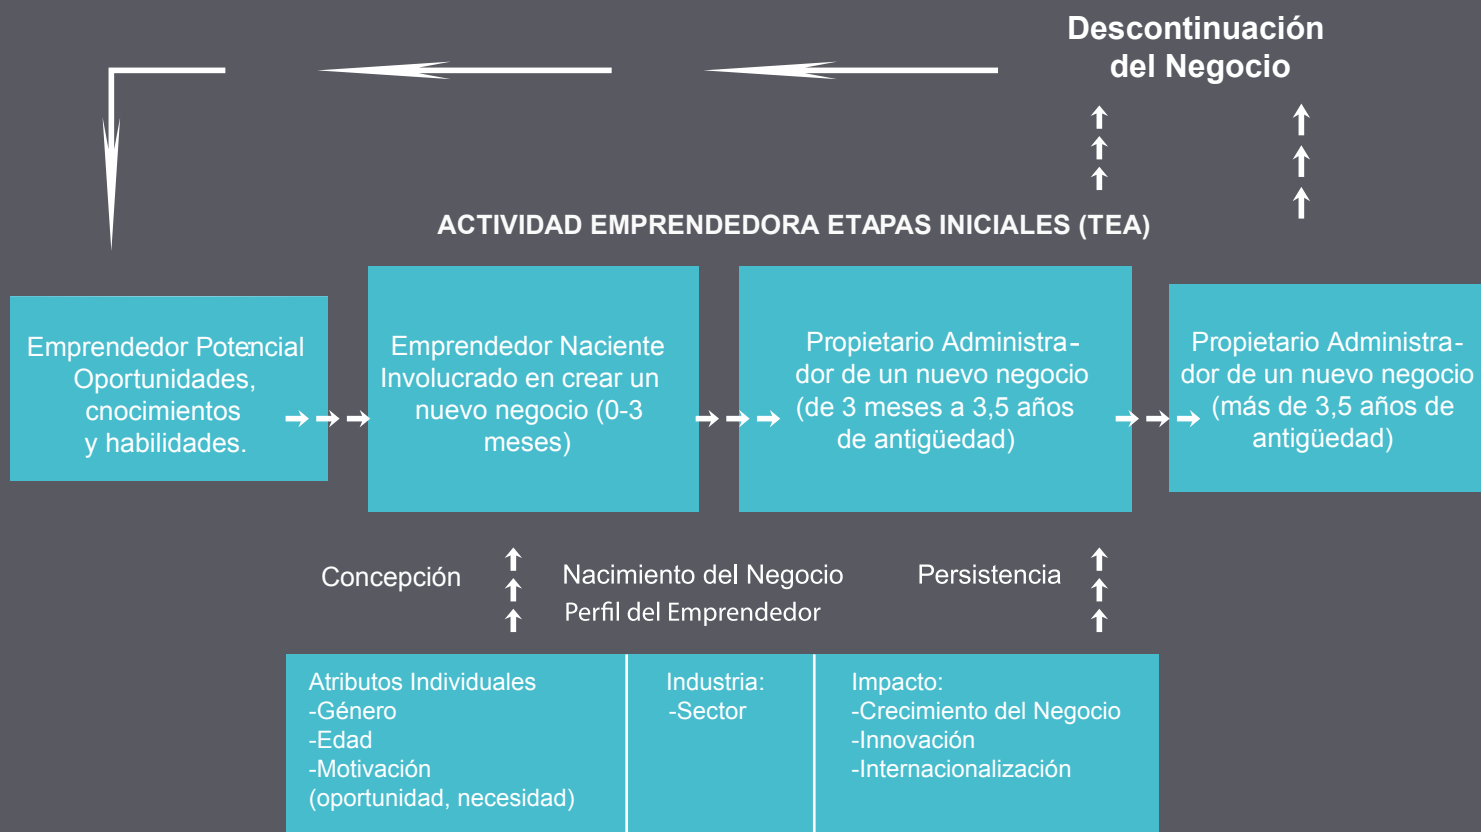 Descontinuación
del Negocio
ACTIVIDAD EMPRENDEDORA ETAPAS INICIALES (TEA)
Emprendedor Potencial
Oportunidades,
cnocimientos
y habilidades.
Emprendedor Naciente
Involucrado en crear un
nuevo negocio (0-3
meses)
Propietario Administra-
dor de un nuevo negocio
(de 3 meses a 3,5 años
de antigüedad)
Propietario Administra-
dor de un nuevo negocio
(más de 3,5 años de
antigüedad)
Concepción
Nacimiento del Negocio
Persistencia
Perfil del Emprendedor
Atributos Individuales
-Género
-Edad
-Motivación
(oportunidad, necesidad)
Industria:
-Sector
Impacto:
-Crecimiento del Negocio
-Innovación
-Internacionalización